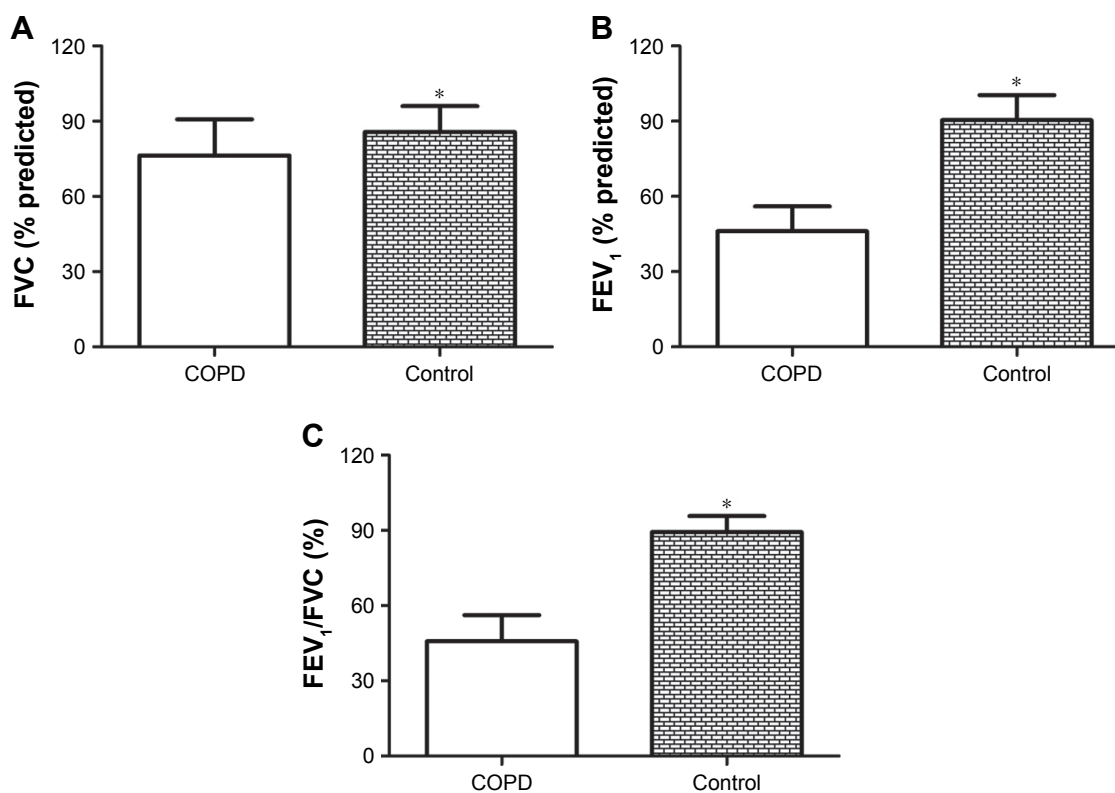 A
FVC (% predicted)
120
90
60
30
0
*
COPD
Control
B
FEV₁ (% predicted)
120
90
60
30
0
*
COPD
Control
C
FEV₁/FVC (%)
120
90
60
30
0
*
COPD
Control